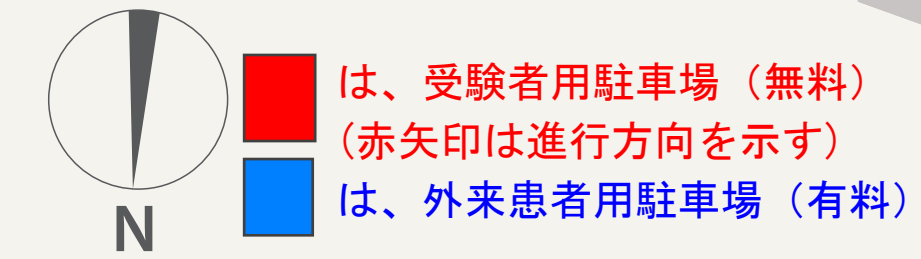 は、受験者用駐車場（無料）
(赤矢印は進行方向を示す)
は、外来患者用駐車場（有料）
N